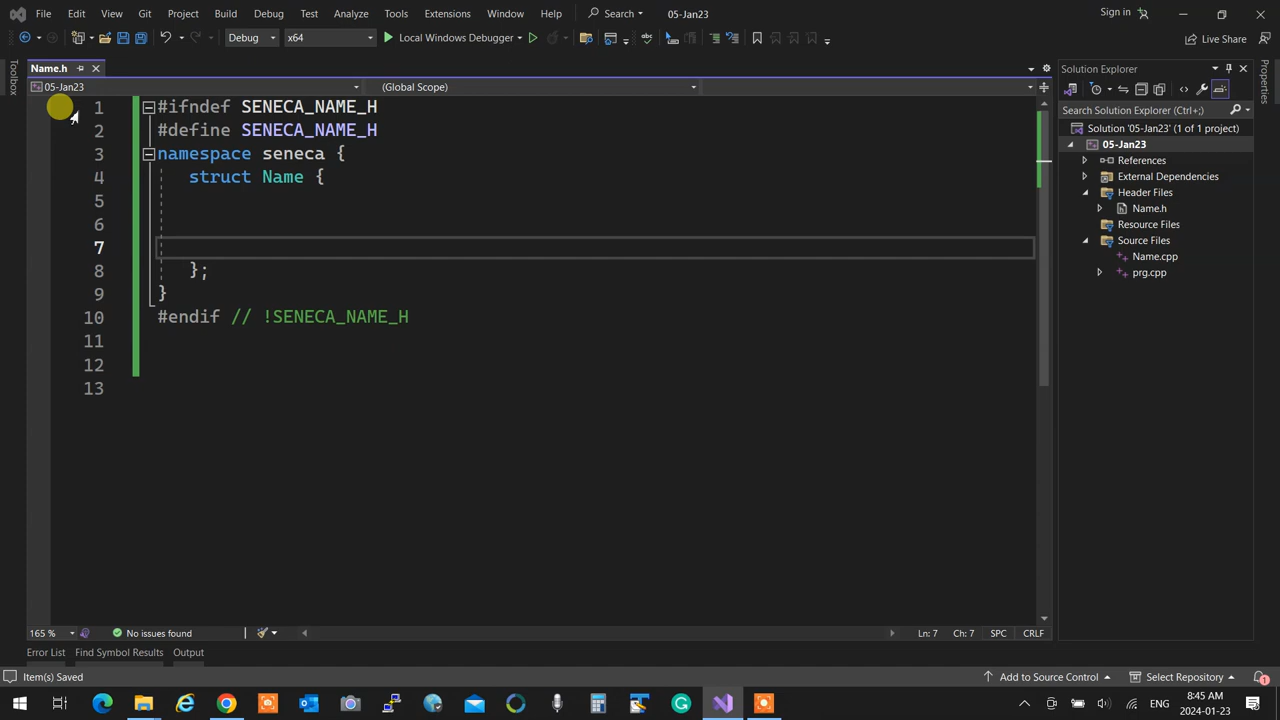 File Edit View Git Project Build Debug Test Analyze Tools Extensions Window Help Search 05-Jan23 Sign in
Debug x64 Local Windows Debugger Live Share
Toolbox
Name.h
05-Jan23 (Global Scope)
1 #ifndef SENECA_NAME_H
2 #define SENECA_NAME_H
3 namespace seneca {
4 struct Name {
5
6
7
8 };
9 }
10 #endif // !SENECA_NAME_H
11
12
13
165 % No issues found Ln: 7 Ch: 7 SPC CRLF
Error List Find Symbol Results Output
Solution Explorer
Search Solution Explorer (Ctrl+;)
Solution '05-Jan23' (1 of 1 project)
05-Jan23
References
External Dependencies
Header Files
Name.h
Resource Files
Source Files
Name.cpp
prg.cpp
Properties
Item(s) Saved Add to Source Control Select Repository 1
ENG 8:45 AM
2024-01-23